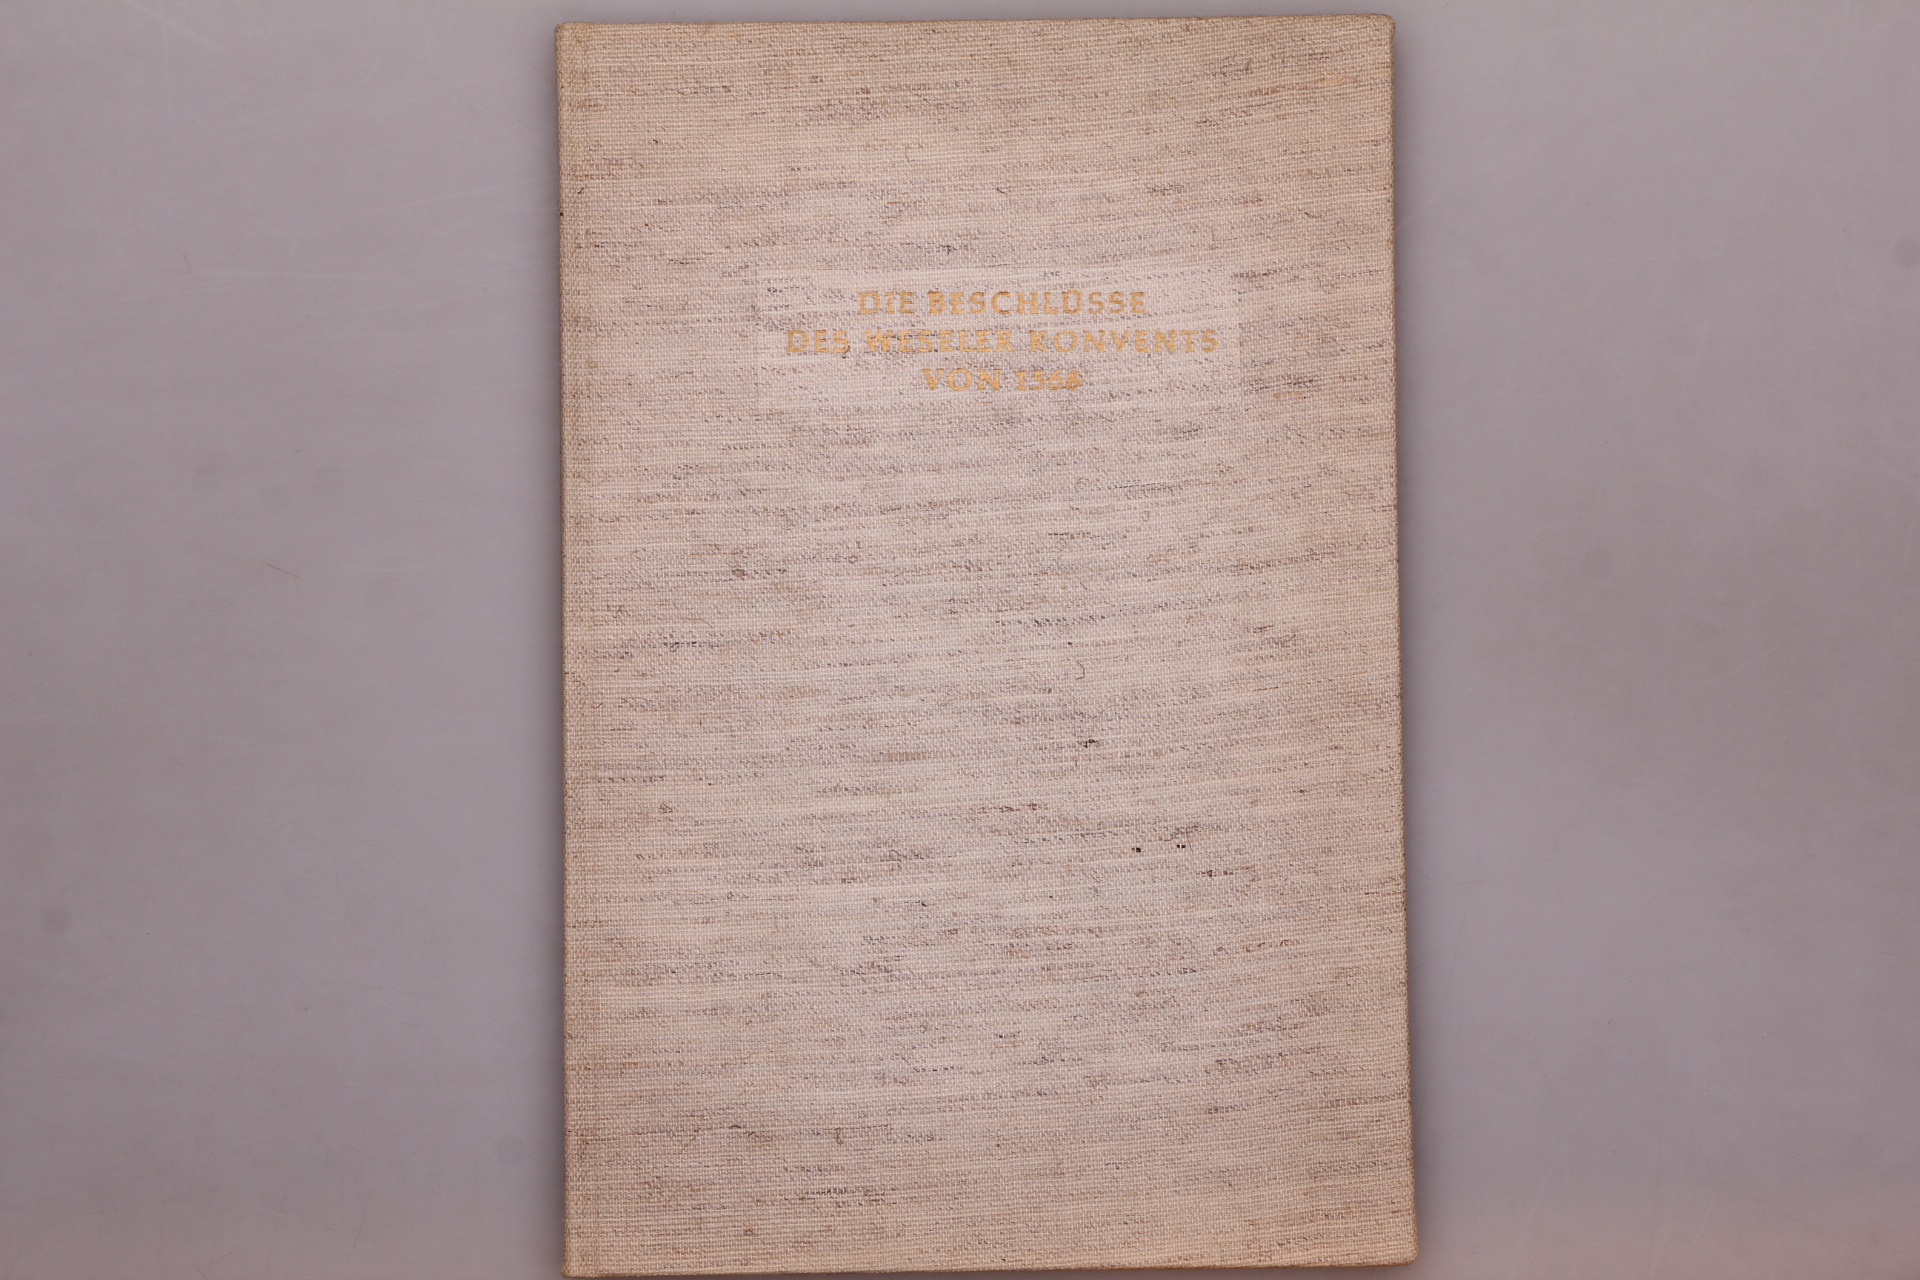 DIE BESCHLÜSSE
DES WESELER KONVENTS
VON 1568